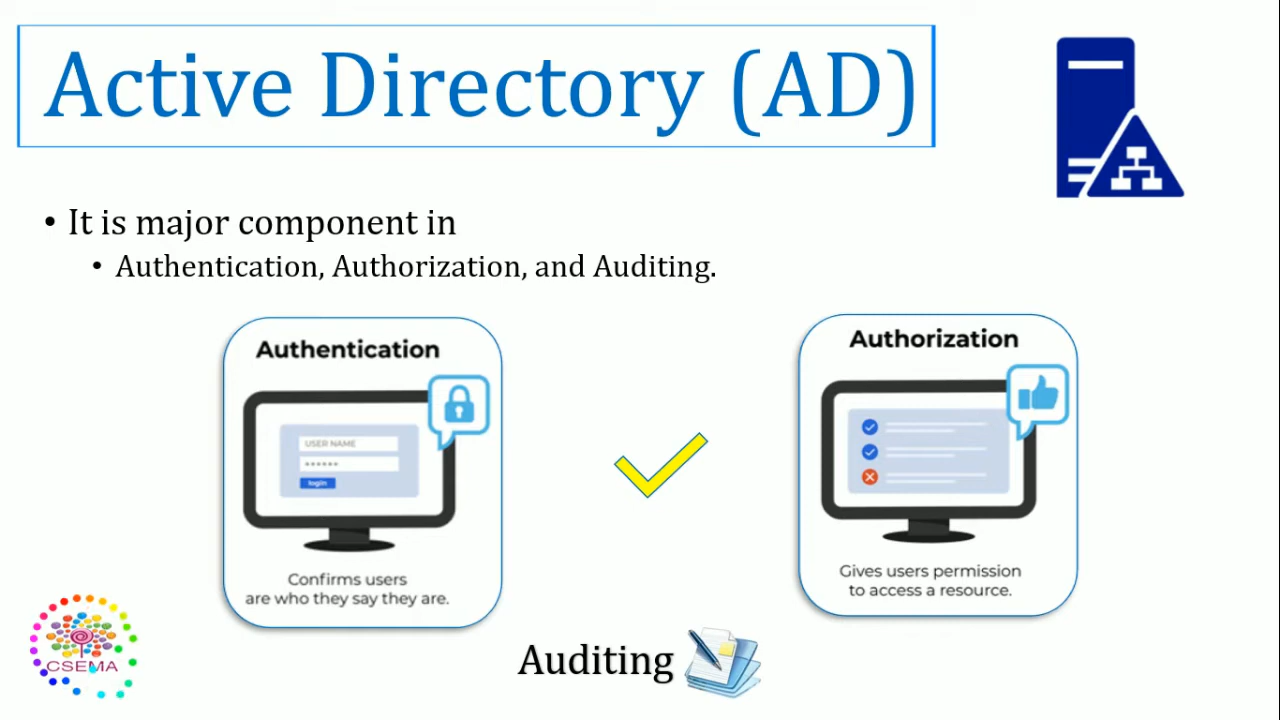 Active Directory (AD)
• It is major component in
• Authentication, Authorization, and Auditing.
Authentication
USER NAME
******
login
Confirms users
are who they say they are.
Authorization
Gives users permission
to access a resource.
Auditing
CSEMA